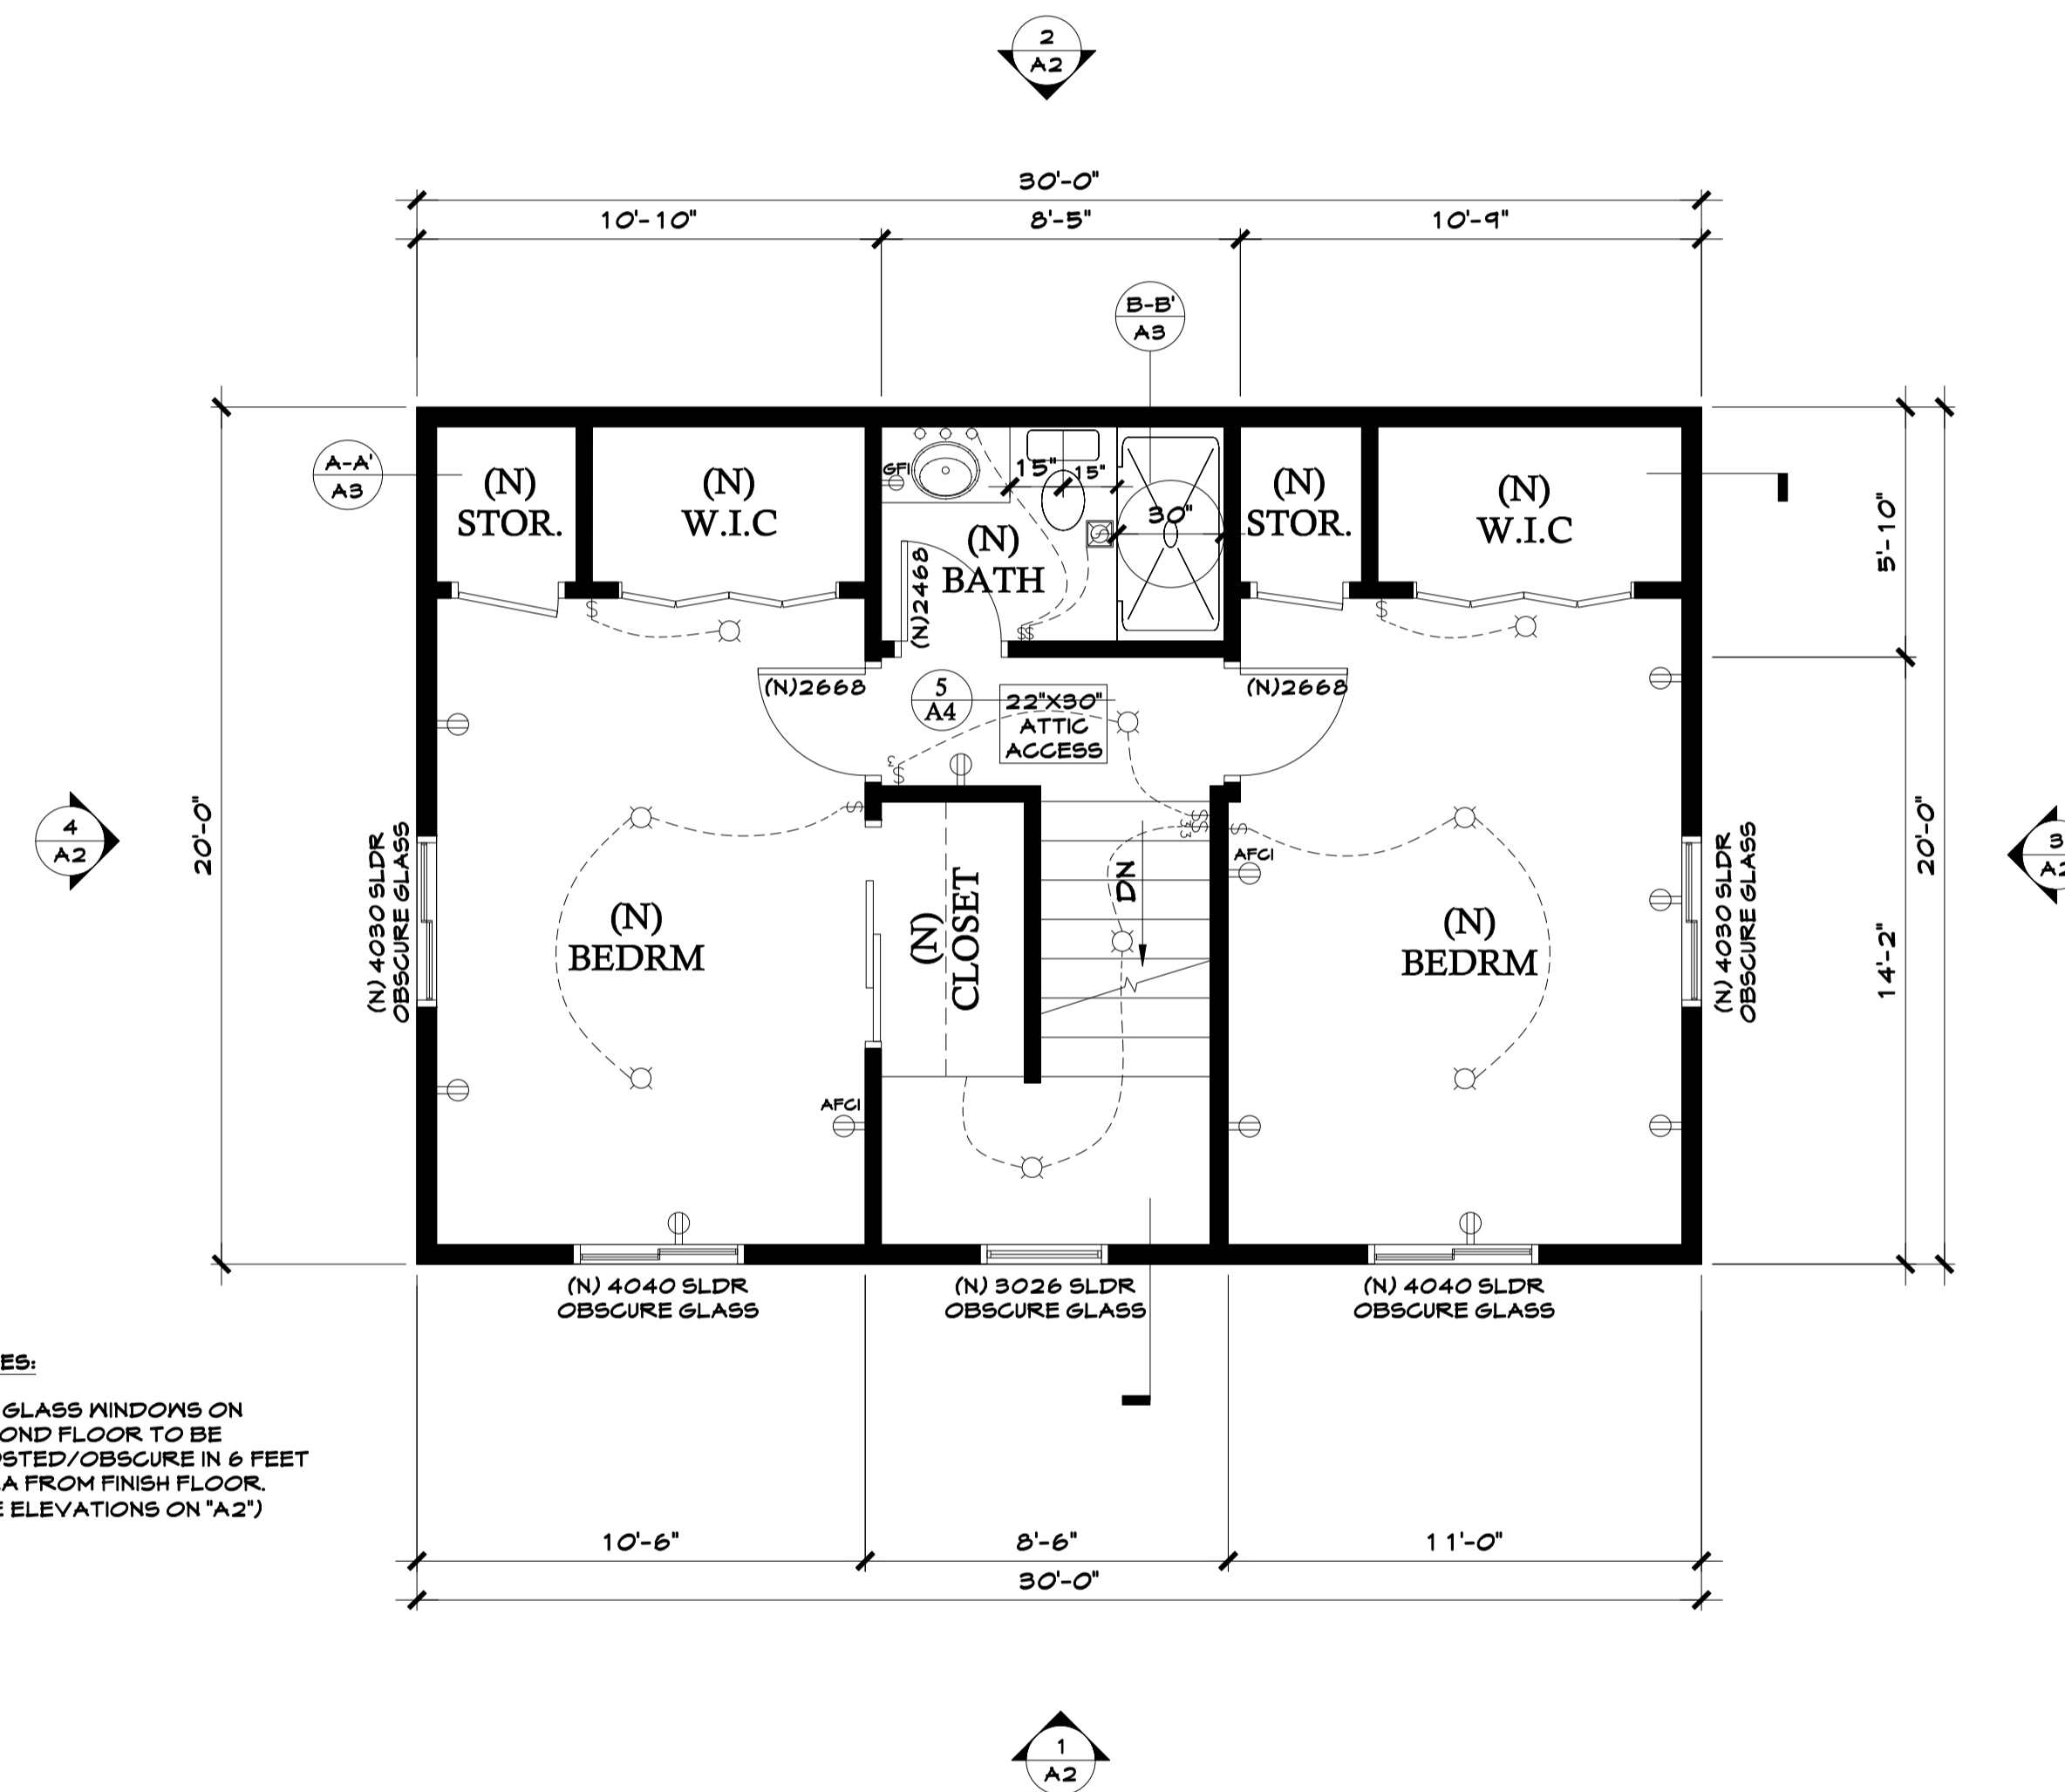 2
A2
30'-0"
10'-10"
8'-5"
10'-9"
B-B'
A3
A-A'
A3
(N)
STOR.
(N)
W.I.C
GFI
15"
15"
30"
(N)
BATH
(N)2468
(N)
STOR.
(N)
W.I.C
5'-10"
$
$$
$
(N)2668
5
A4
22"X30"
ATTIC
ACCESS
(N)2668
3
$
$
$$
33
$
4
A2
20'-0"
(N) 4030 SLDR
OBSCURE GLASS
(N)
BEDRM
(N)
CLOSET
DN
AFCI
(N)
BEDRM
(N) 4030 SLDR
OBSCURE GLASS
14'-2"
20'-0"
3
AFCI
(N) 4040 SLDR
OBSCURE GLASS
(N) 3026 SLDR
OBSCURE GLASS
(N) 4040 SLDR
OBSCURE GLASS
ES:
GLASS WINDOWS ON
OND FLOOR TO BE
STED/OBSCURE IN 6 FEET
A FROM FINISH FLOOR.
E ELEVATIONS ON "A2")
10'-6"
8'-6"
11'-0"
30'-0"
1
A2